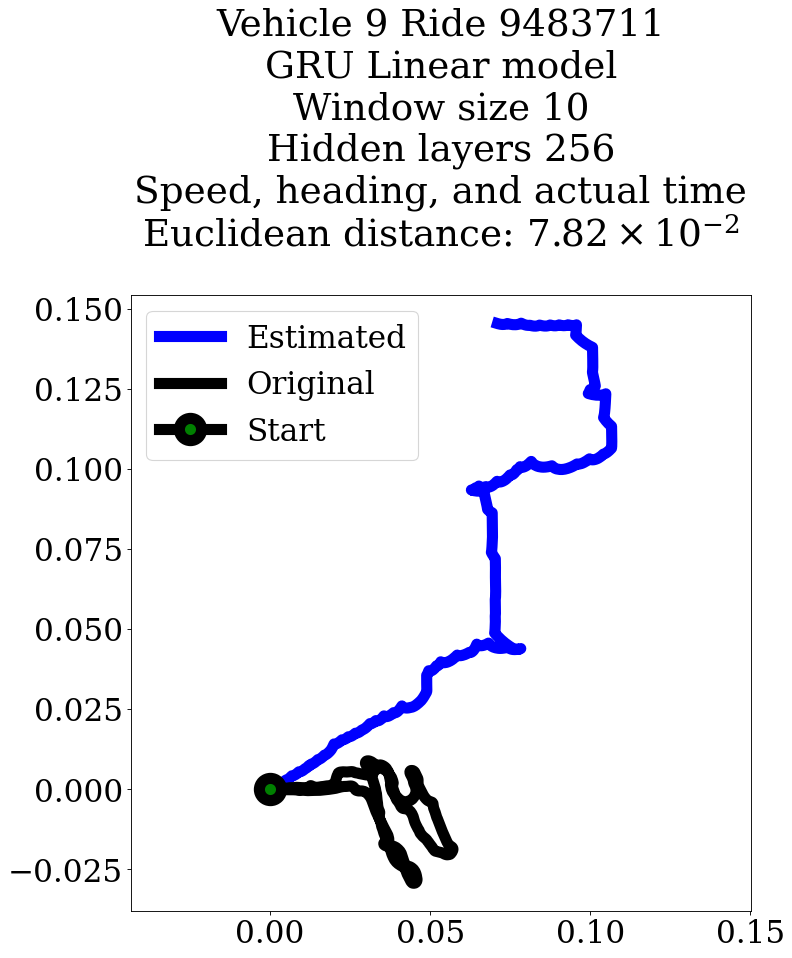 Vehicle 9 Ride 9483711
GRU Linear model
Window size 10
Hidden layers 256
Speed, heading, and actual time
Euclidean distance: 7.82 × 10⁻²
Estimated
Original
Start
0.150
0.125
0.100
0.075
0.050
0.025
0.000
−0.025
0.00 0.05 0.10 0.15